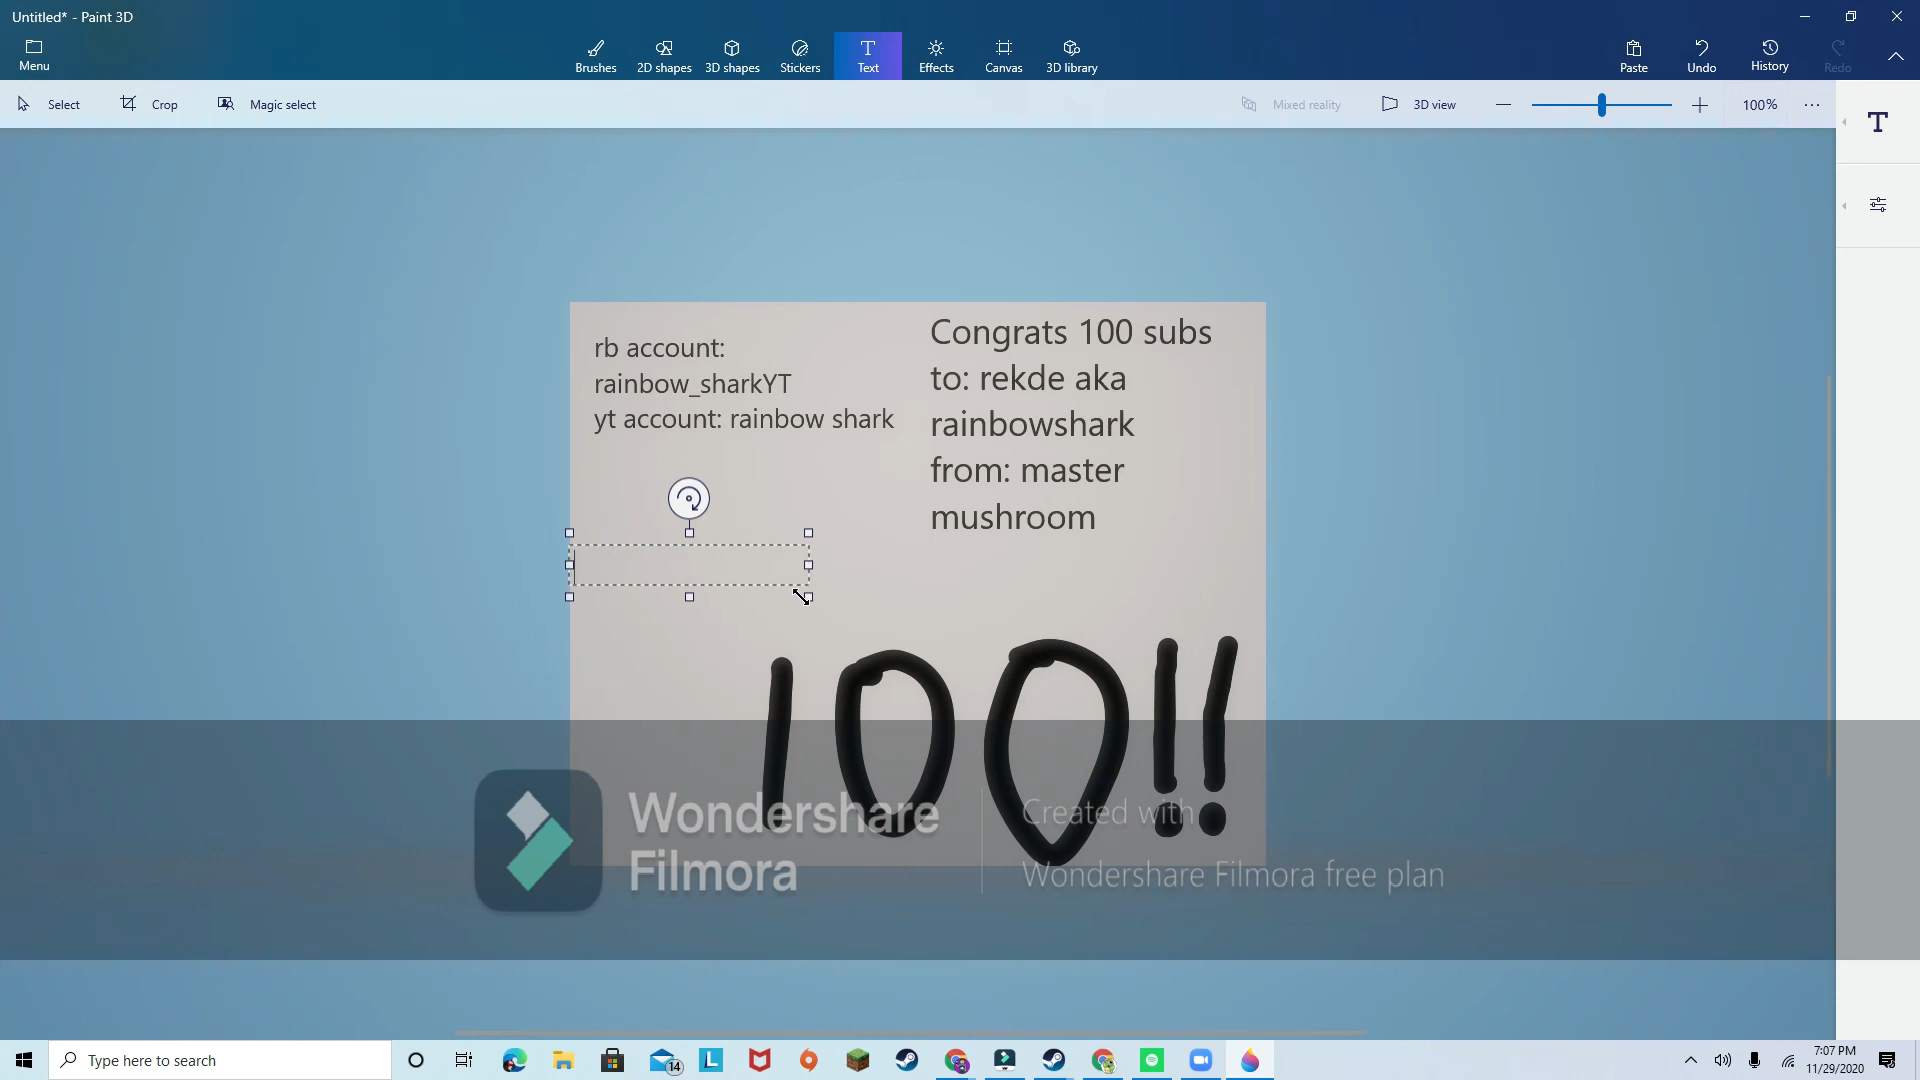 Untitled* - Paint 3D
Menu
Brushes
2D shapes
3D shapes
Stickers
Text
Effects
Canvas
3D library
Paste
Undo
History
Redo
Select
Crop
Magic select
Mixed reality
3D view
100%
rb account:
rainbow_sharkYT
yt account: rainbow shark
Congrats 100 subs
to: rekde aka
rainbowshark
from: master
mushroom
100!!
Wondershare
Filmora
Created with
Wondershare Filmora free plan
Type here to search
14
7:07 PM
11/29/2020